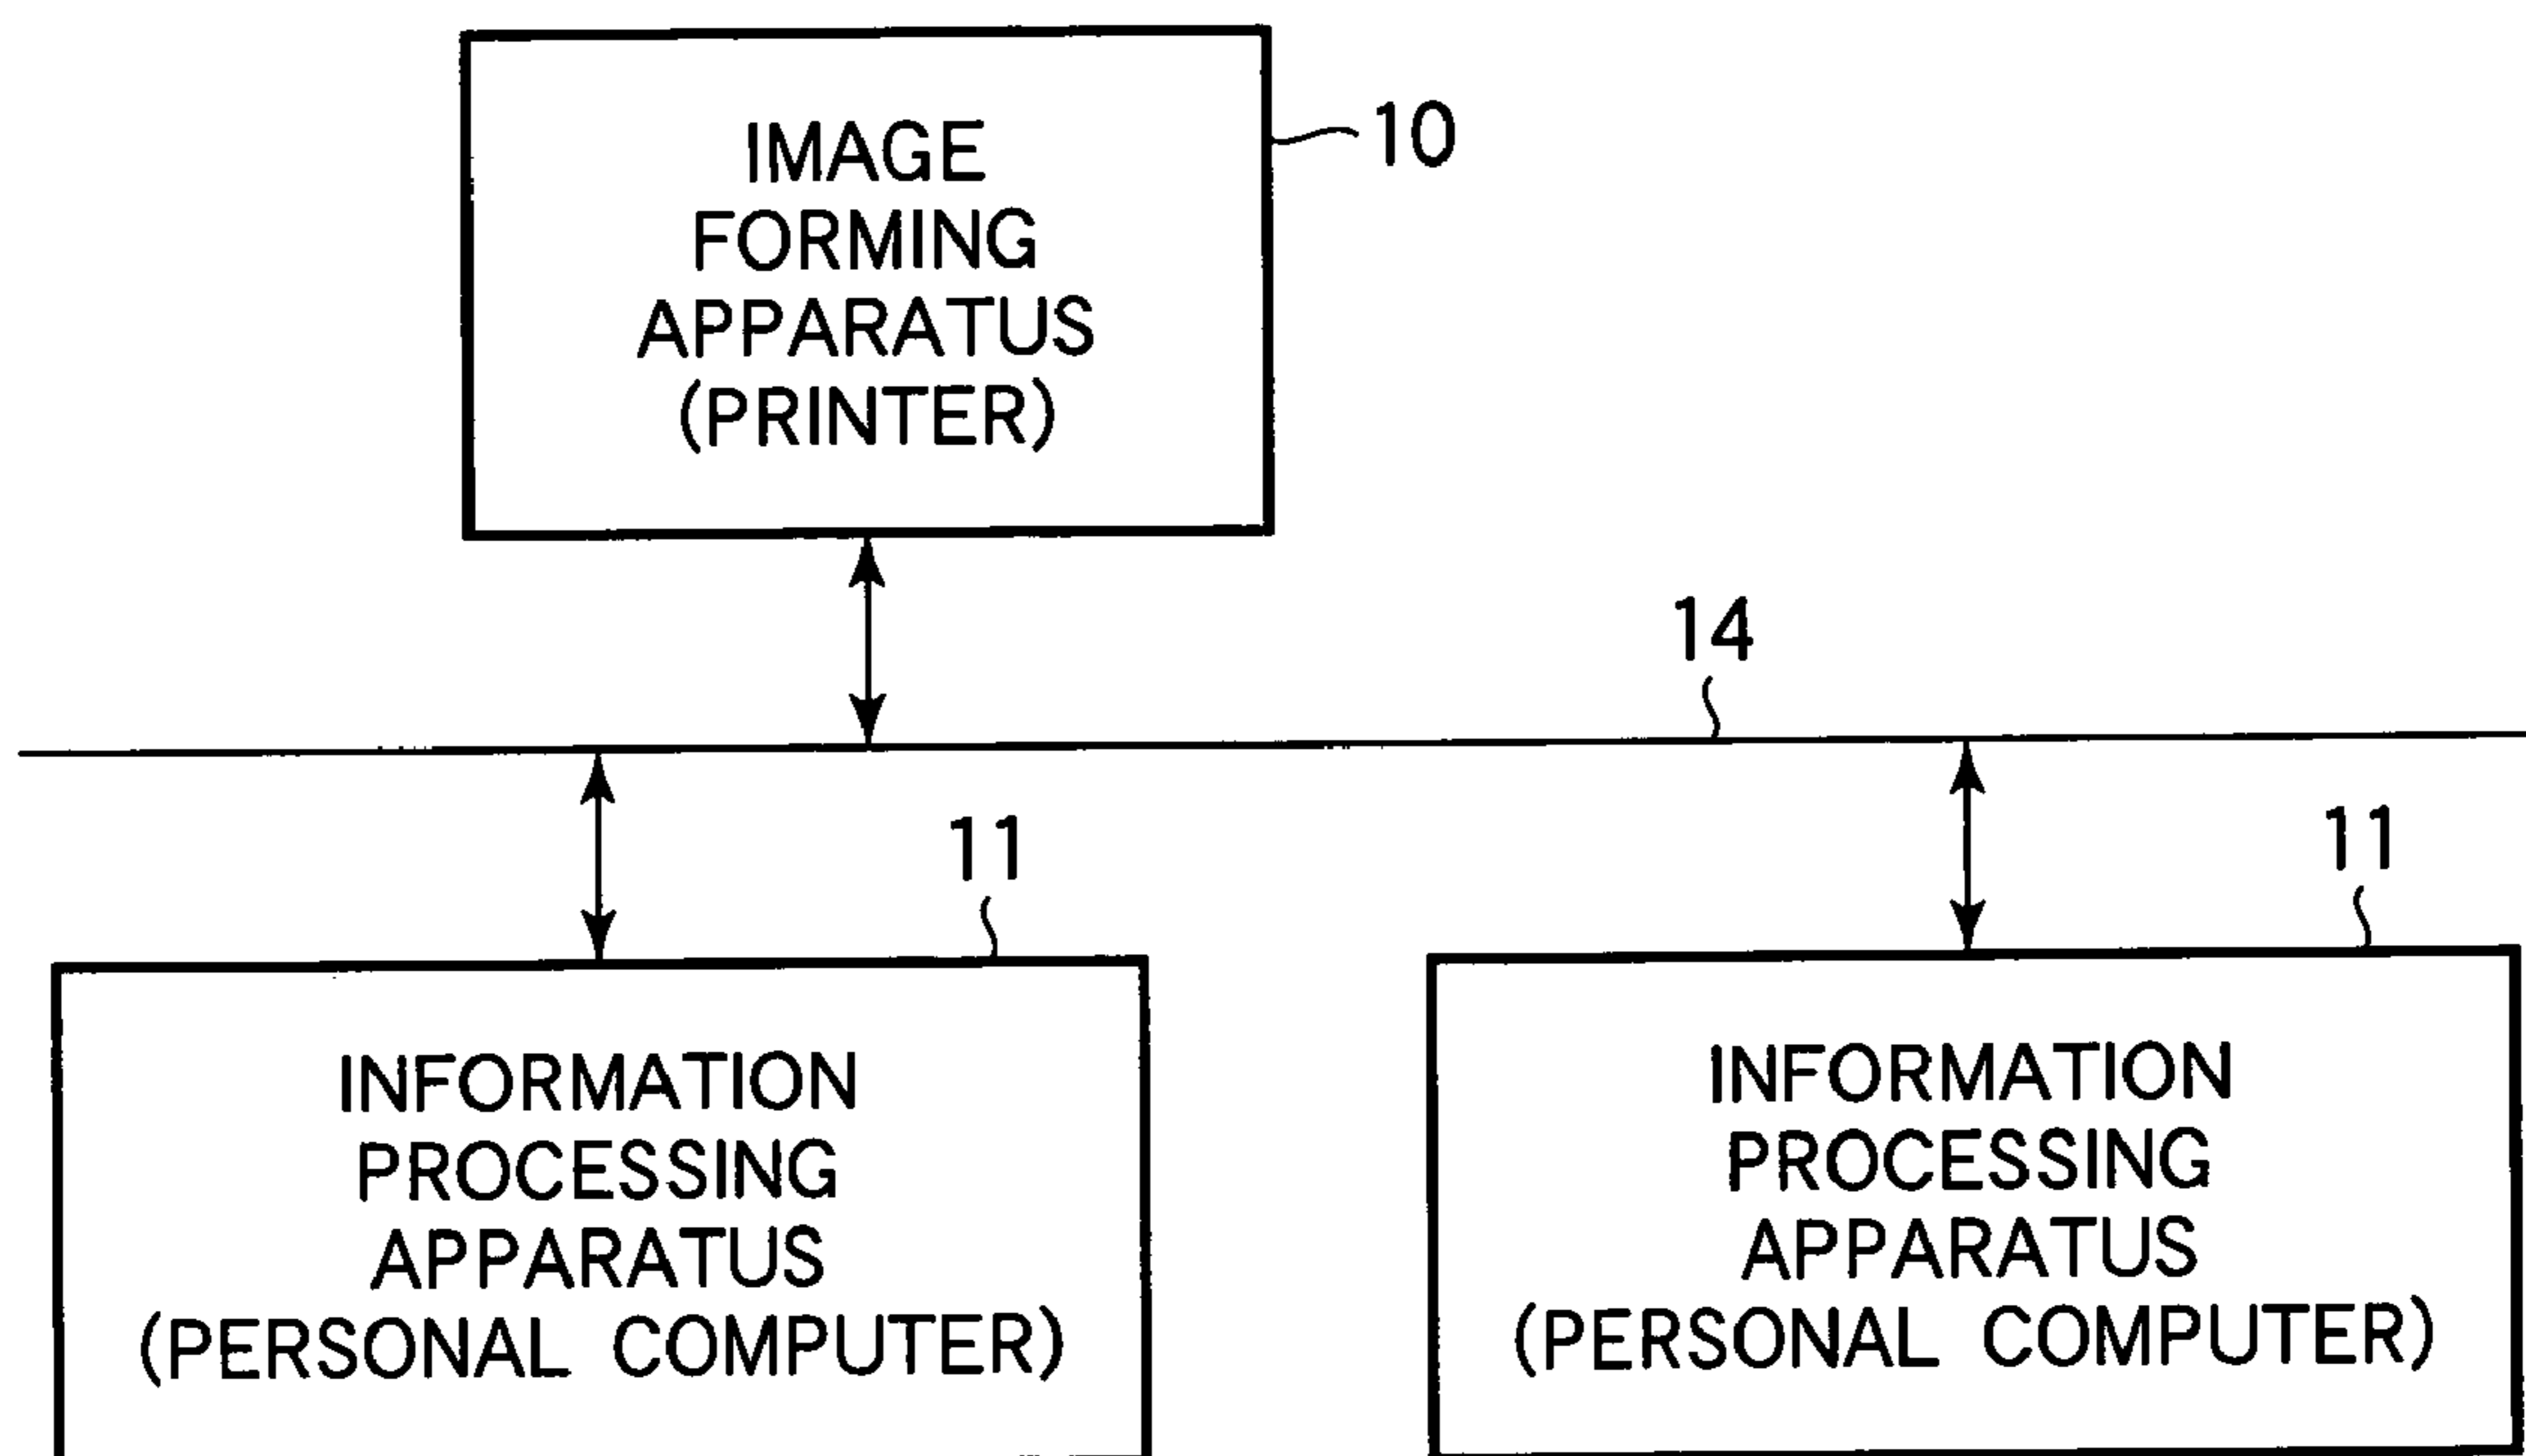 IMAGE
FORMING
APPARATUS
(PRINTER)
10
14
11
11
INFORMATION
PROCESSING
APPARATUS
(PERSONAL COMPUTER)
INFORMATION
PROCESSING
APPARATUS
(PERSONAL COMPUTER)